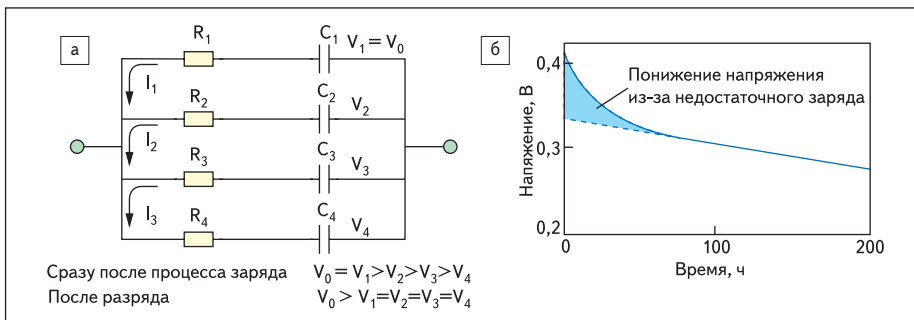 а
R1
C1
V1=V0
I1
R2
C2
V2
I2
R3
C3
V3
I3
R4
C4
V4
Сразу после процесса заряда V0=V1>V2>V3>V4
После разряда V0>V1=V2=V3=V4
б
Напяжение, В
0,4
0,3
0,2
Понижение напряжения
из-за недостаточного заряда
0
100
200
Время, ч